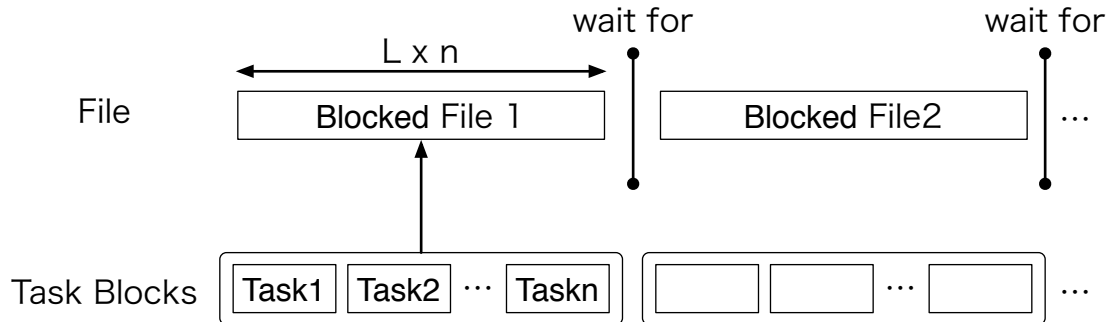 wait for wait for
L x n
File Blocked File 1 Blocked File2 ...
Task Blocks Task1 Task2 ... Taskn ... ...